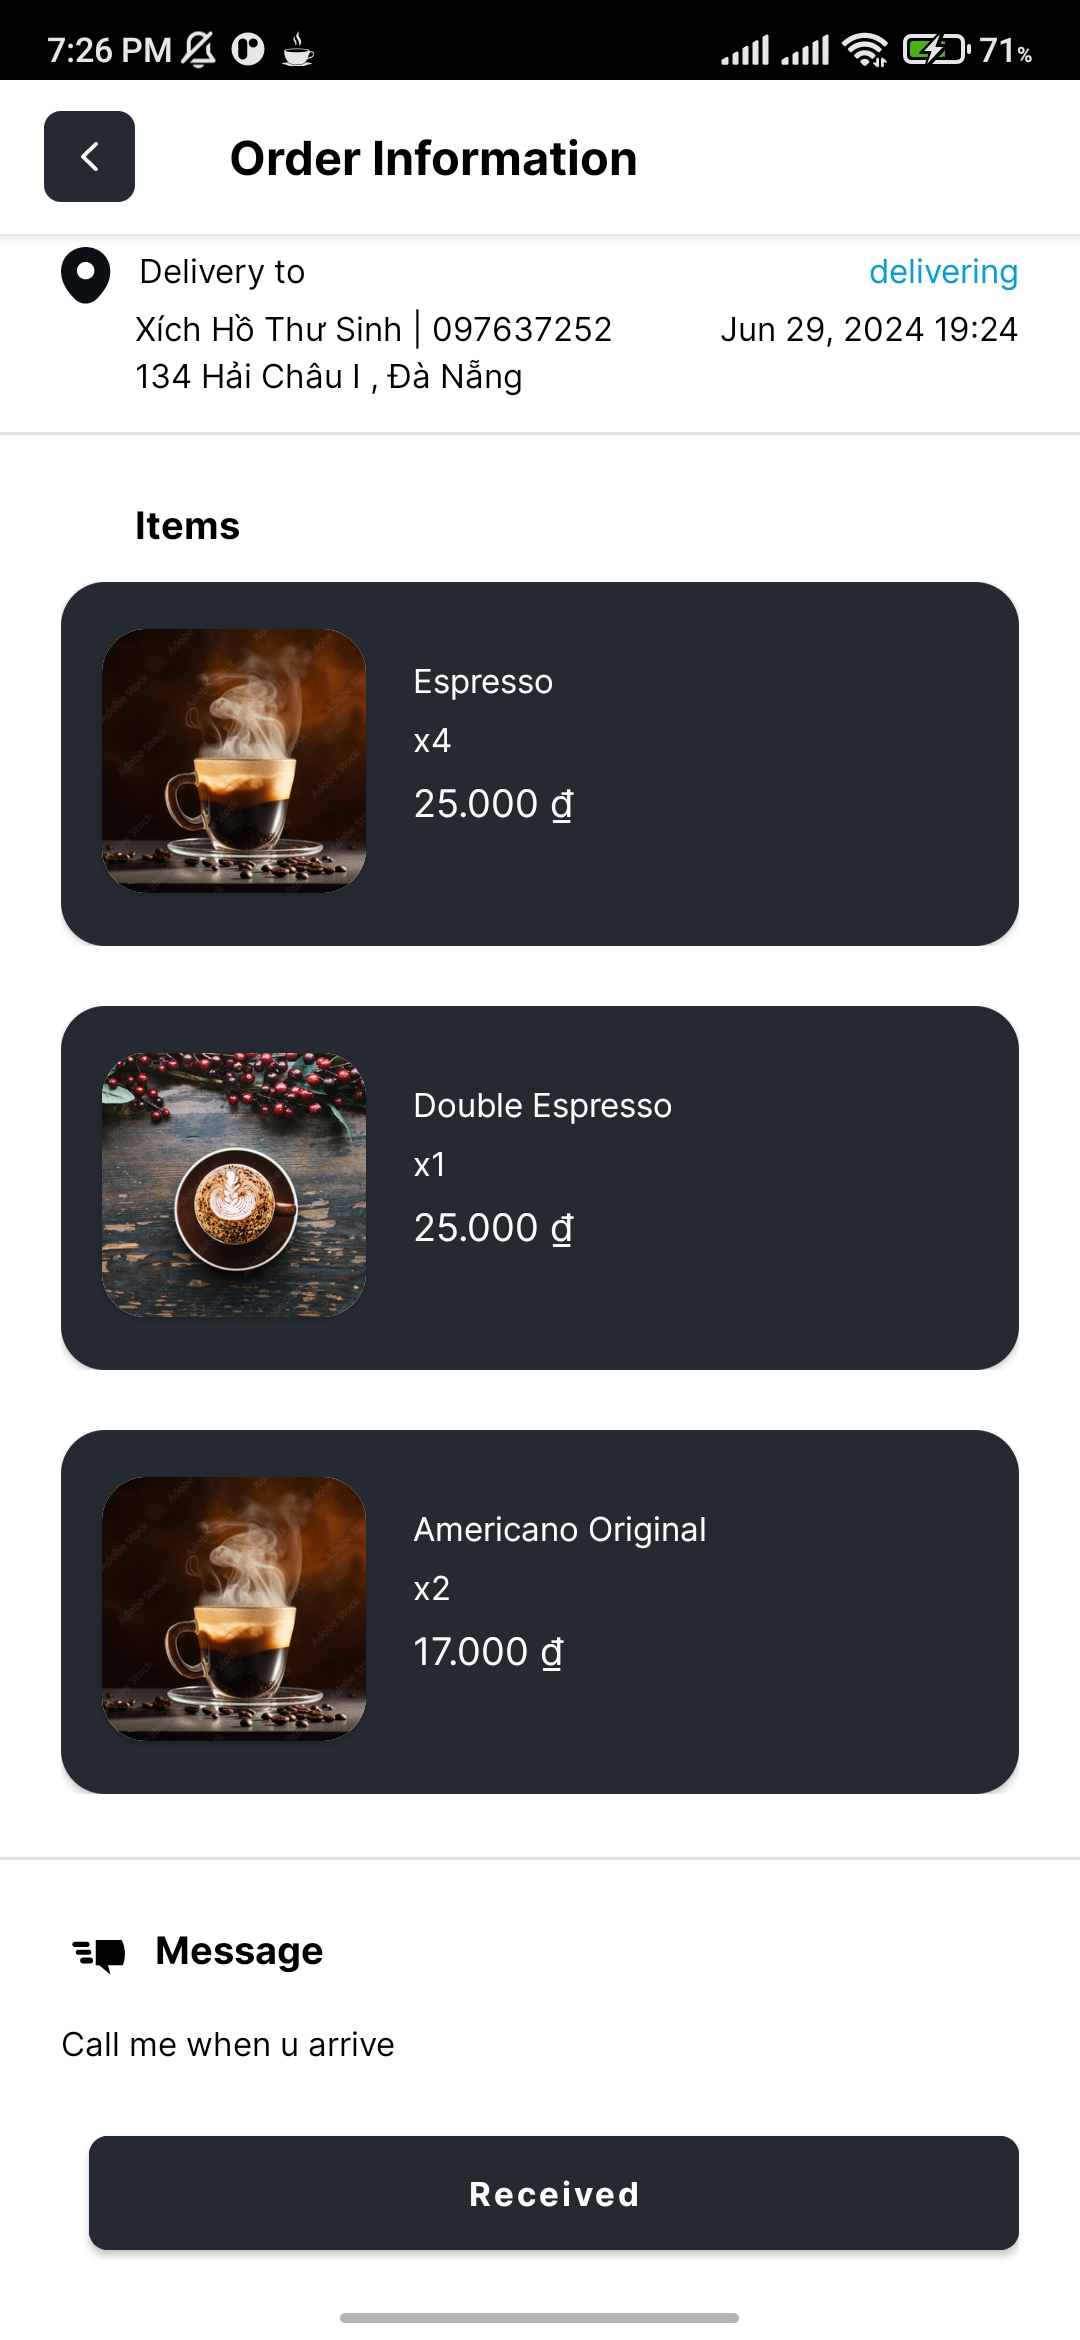 7:26 PM 71%
Order Information
Delivery to delivering
Xích Hồ Thư Sinh | 097637252 Jun 29, 2024 19:24
134 Hải Châu I , Đà Nẵng
Items
Espresso
x4
25.000 ₫
Double Espresso
x1
25.000 ₫
Americano Original
x2
17.000 ₫
Message
Call me when u arrive
Received